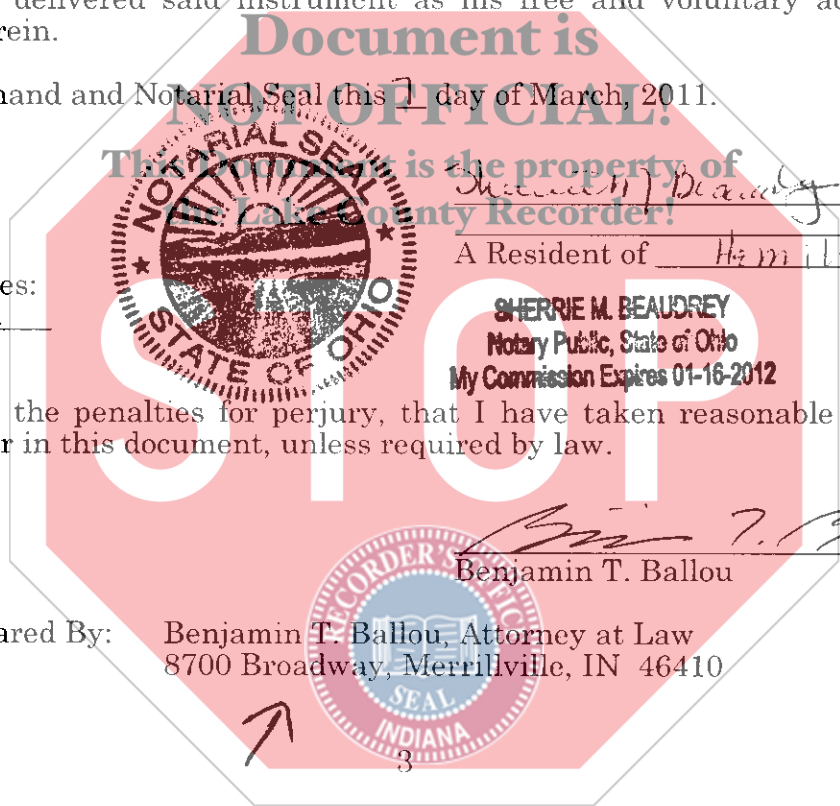 delivered said instrument as his free and voluntary a
rein.
Document is
NOT OFFICIAL!
This Document is the property of
the Lake County Recorder!
hand and Notarial Seal this 7 day of March, 2011.
NOTARIAL SEAL
STATE OF OHIO
A Resident of Hamil
es:
SHERRIE M. BEAUDREY
Notary Public, State of Ohio
My Commission Expires 01-16-2012
STOP
the penalties for perjury, that I have taken reasonable
r in this document, unless required by law.
Benjamin T. Ballou
ared By: Benjamin T. Ballou, Attorney at Law
8700 Broadway, Merrillville, IN 46410
RECORDER'S OFFIC
SEAL
INDIANA
3